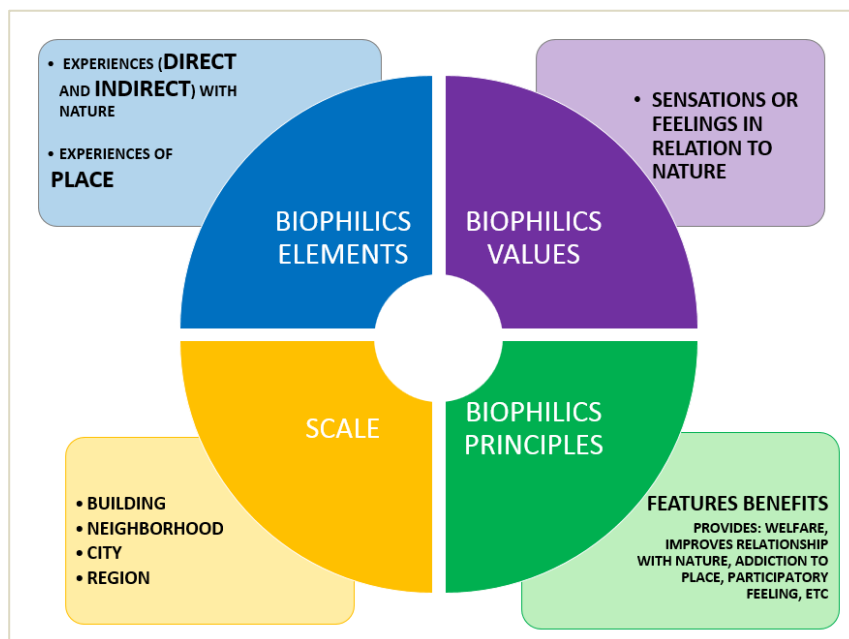 • EXPERIENCES (DIRECT
AND INDIRECT) WITH
NATURE
• EXPERIENCES OF
PLACE
• SENSATIONS OR
FEELINGS IN
RELATION TO
NATURE
BIOPHILICS
ELEMENTS
BIOPHILICS
VALUES
SCALE
BIOPHILICS
PRINCIPLES
• BUILDING
• NEIGHBORHOOD
• CITY
• REGION
FEATURES BENEFITS
PROVIDES: WELFARE,
IMPROVES RELATIONSHIP
WITH NATURE, ADDICTION TO
PLACE, PARTICIPATORY
FEELING, ETC